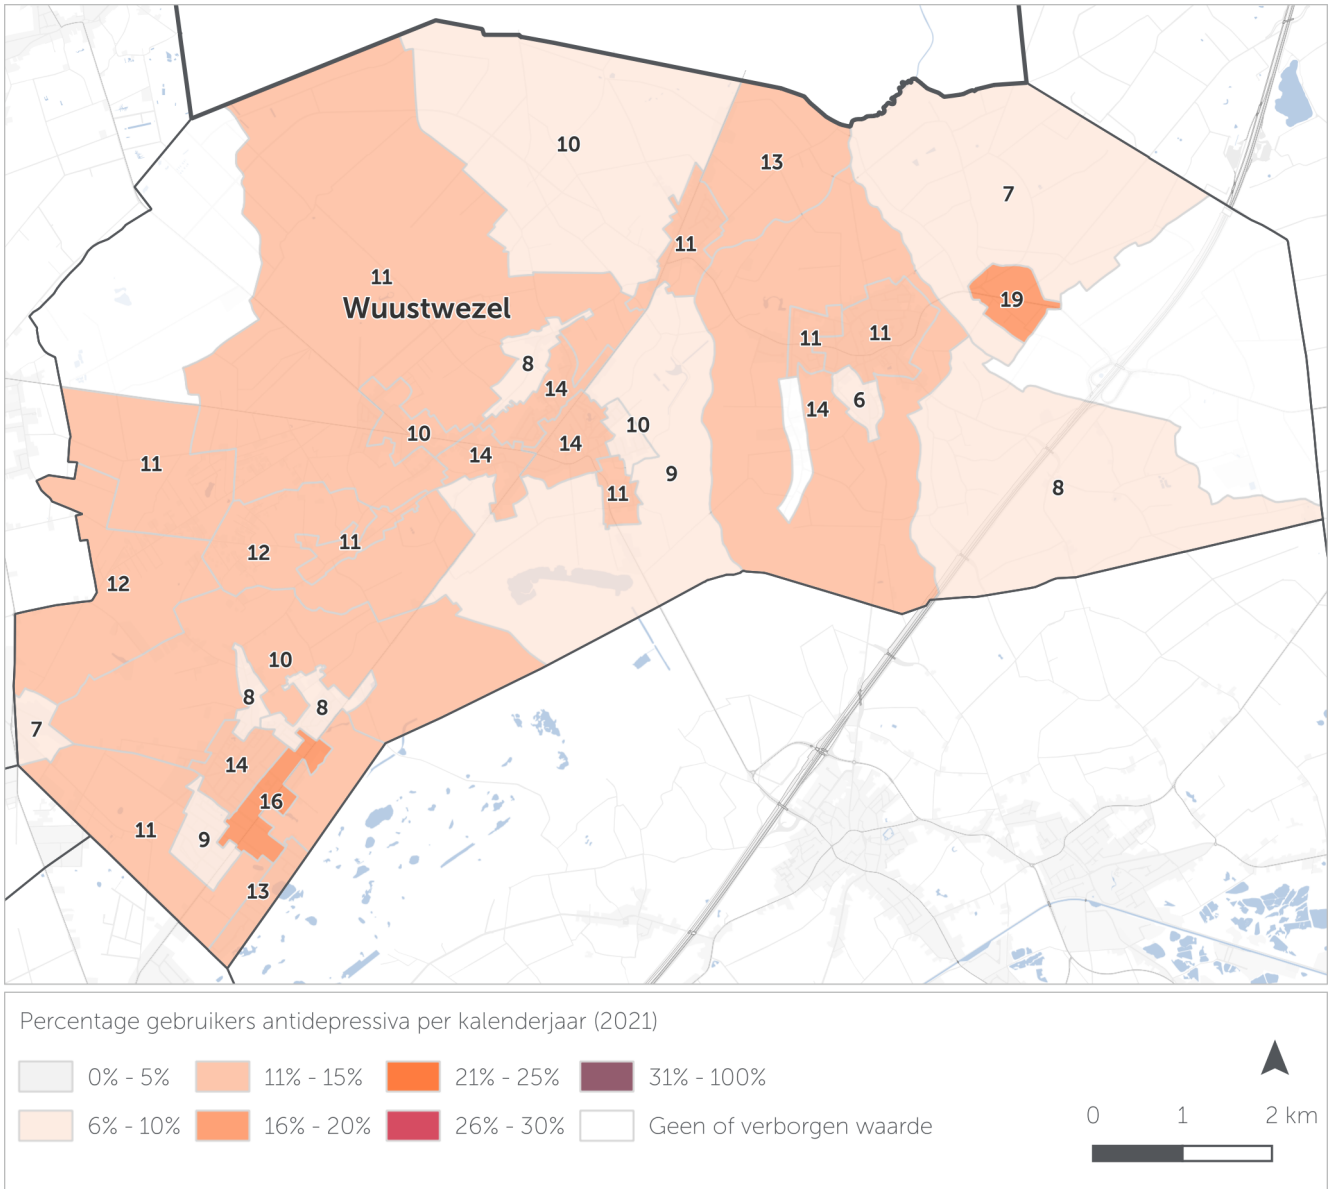 10
13
7
11
11
19
Wuustwezel
11
11
8
14
6
14
10
10
14
14
11
9
11
8
12
11
12
10
8
8
7
14
16
11
9
13
Percentage gebruikers antidepressiva per kalenderjaar (2021)
0% - 5%
11% - 15%
21% - 25%
31% - 100%
6% - 10%
16% - 20%
26% - 30%
Geen of verborgen waarde
0 1 2 km